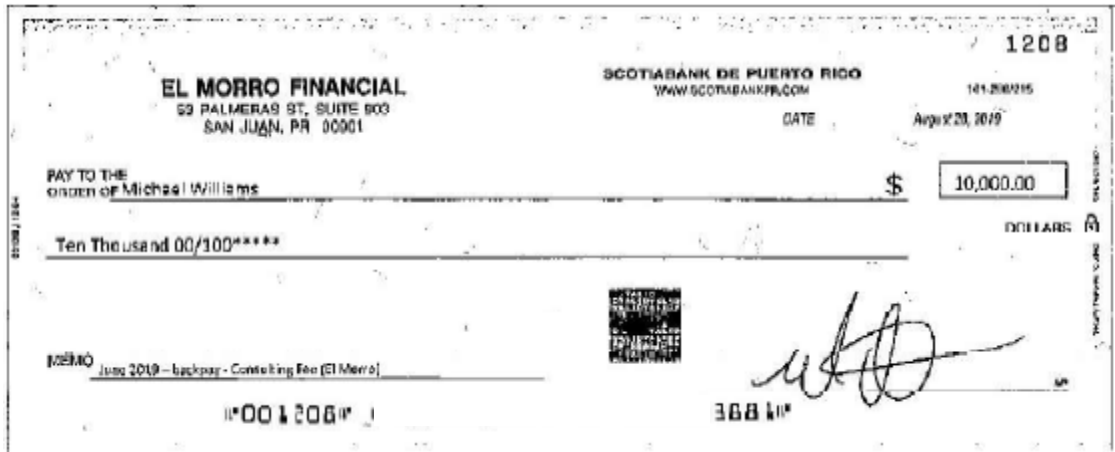 1208
EL MORRO FINANCIAL
53 PALMERAS ST, SUITE 903
SAN JUAN, PR 00901
SCOTIABANK DE PUERTO RICO
WWW.SCOTIABANKPR.COM
DATE August 28, 2019
PAY TO THE
ORDER OF Michael Williams $ 10,000.00
DOLLARS
Ten Thousand 00/100*****
MEMO June 2019 – backpay - Consulting Fee (El Morro)